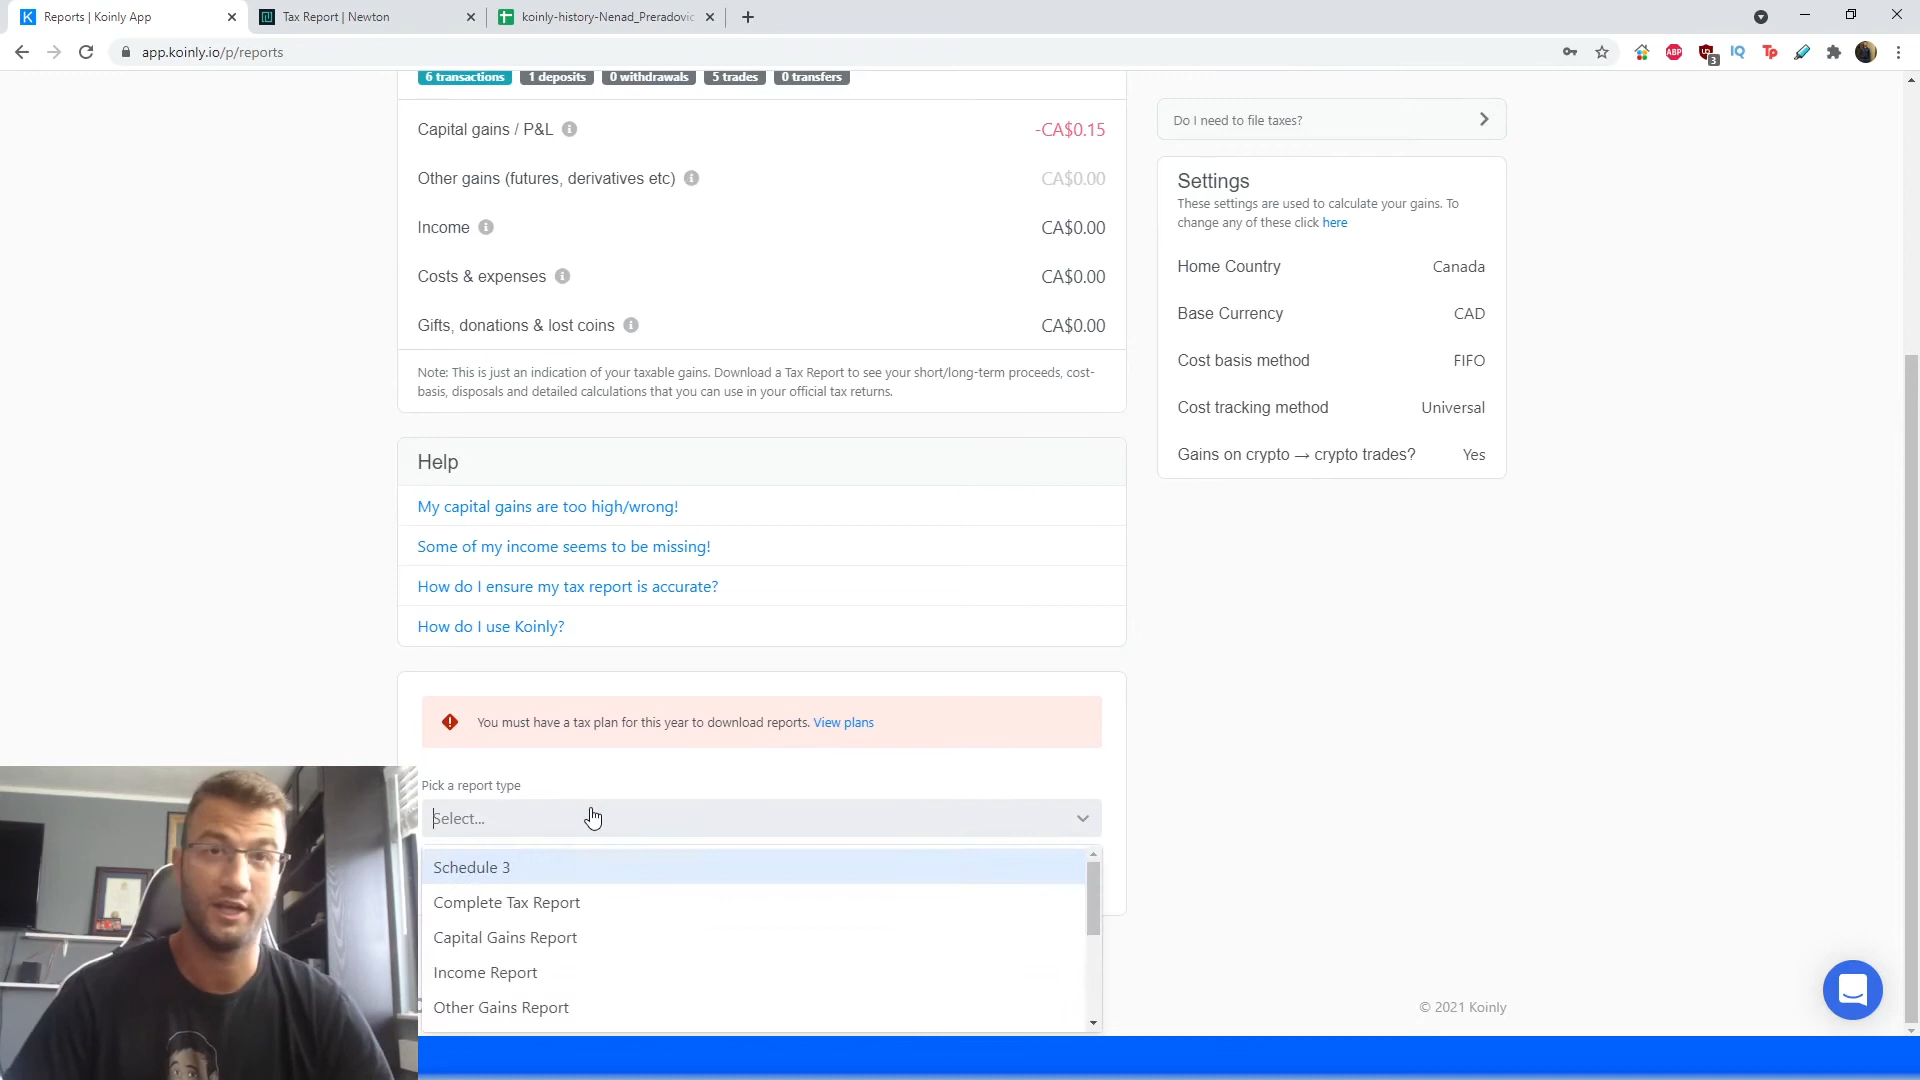 Reports | Koinly App
Tax Report | Newton
koinly-history-Nenad_Preradovic
app.koinly.io/p/reports
ABP
3
IQ
Tp
6 transactions 1 deposits 0 withdrawals 5 trades 0 transfers
Capital gains / P&L -CA$0.15
Other gains (futures, derivatives etc) CA$0.00
Income CA$0.00
Costs & expenses CA$0.00
Gifts, donations & lost coins CA$0.00
Note: This is just an indication of your taxable gains. Download a Tax Report to see your short/long-term proceeds, cost-
basis, disposals and detailed calculations that you can use in your official tax returns.
Do I need to file taxes?
Settings
These settings are used to calculate your gains. To
change any of these click here
Home Country Canada
Base Currency CAD
Cost basis method FIFO
Cost tracking method Universal
Gains on crypto → crypto trades? Yes
Help
My capital gains are too high/wrong!
Some of my income seems to be missing!
How do I ensure my tax report is accurate?
How do I use Koinly?
You must have a tax plan for this year to download reports. View plans
Pick a report type
Select...
Schedule 3
Complete Tax Report
Capital Gains Report
Income Report
Other Gains Report
© 2021 Koinly